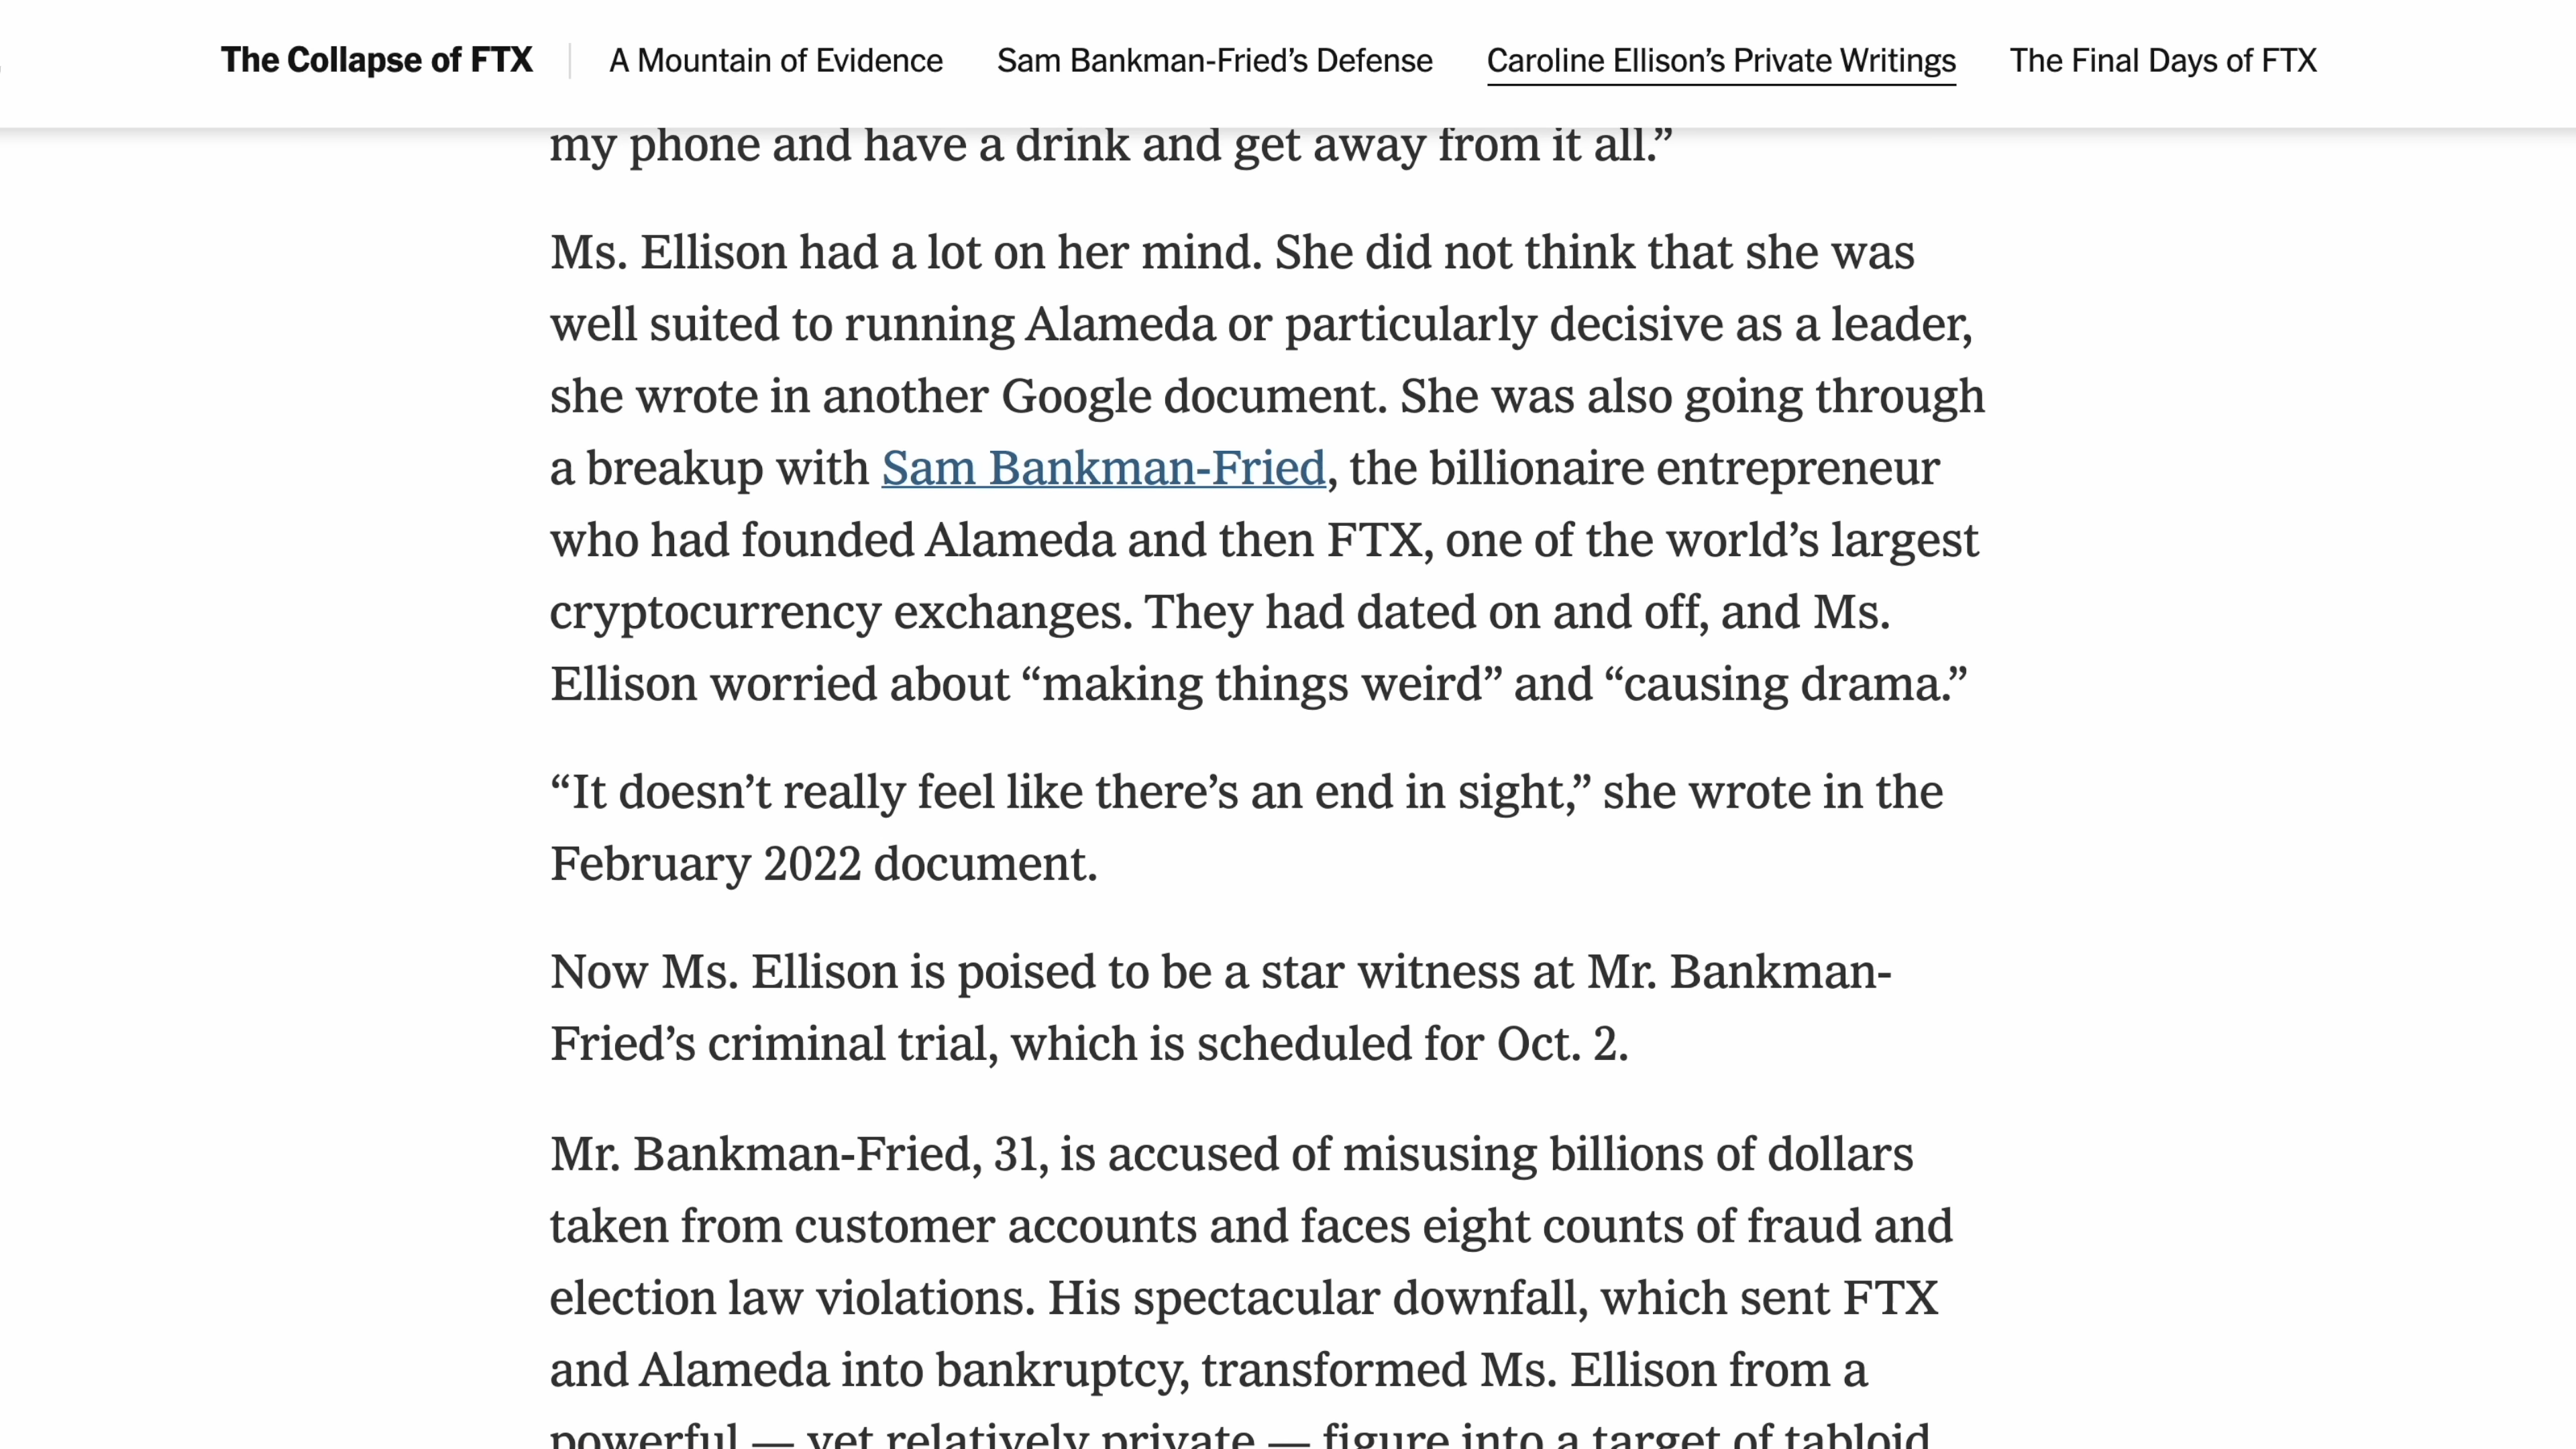 The Collapse of FTX A Mountain of Evidence Sam Bankman-Fried’s Defense Caroline Ellison’s Private Writings The Final Days of FTX
my phone and have a drink and get away from it all.”
Ms. Ellison had a lot on her mind. She did not think that she was
well suited to running Alameda or particularly decisive as a leader,
she wrote in another Google document. She was also going through
a breakup with Sam Bankman-Fried, the billionaire entrepreneur
who had founded Alameda and then FTX, one of the world’s largest
cryptocurrency exchanges. They had dated on and off, and Ms.
Ellison worried about “making things weird” and “causing drama.”
“It doesn’t really feel like there’s an end in sight,” she wrote in the
February 2022 document.
Now Ms. Ellison is poised to be a star witness at Mr. Bankman-
Fried’s criminal trial, which is scheduled for Oct. 2.
Mr. Bankman-Fried, 31, is accused of misusing billions of dollars
taken from customer accounts and faces eight counts of fraud and
election law violations. His spectacular downfall, which sent FTX
and Alameda into bankruptcy, transformed Ms. Ellison from a
powerful — yet relatively private — figure into a target of tabloid